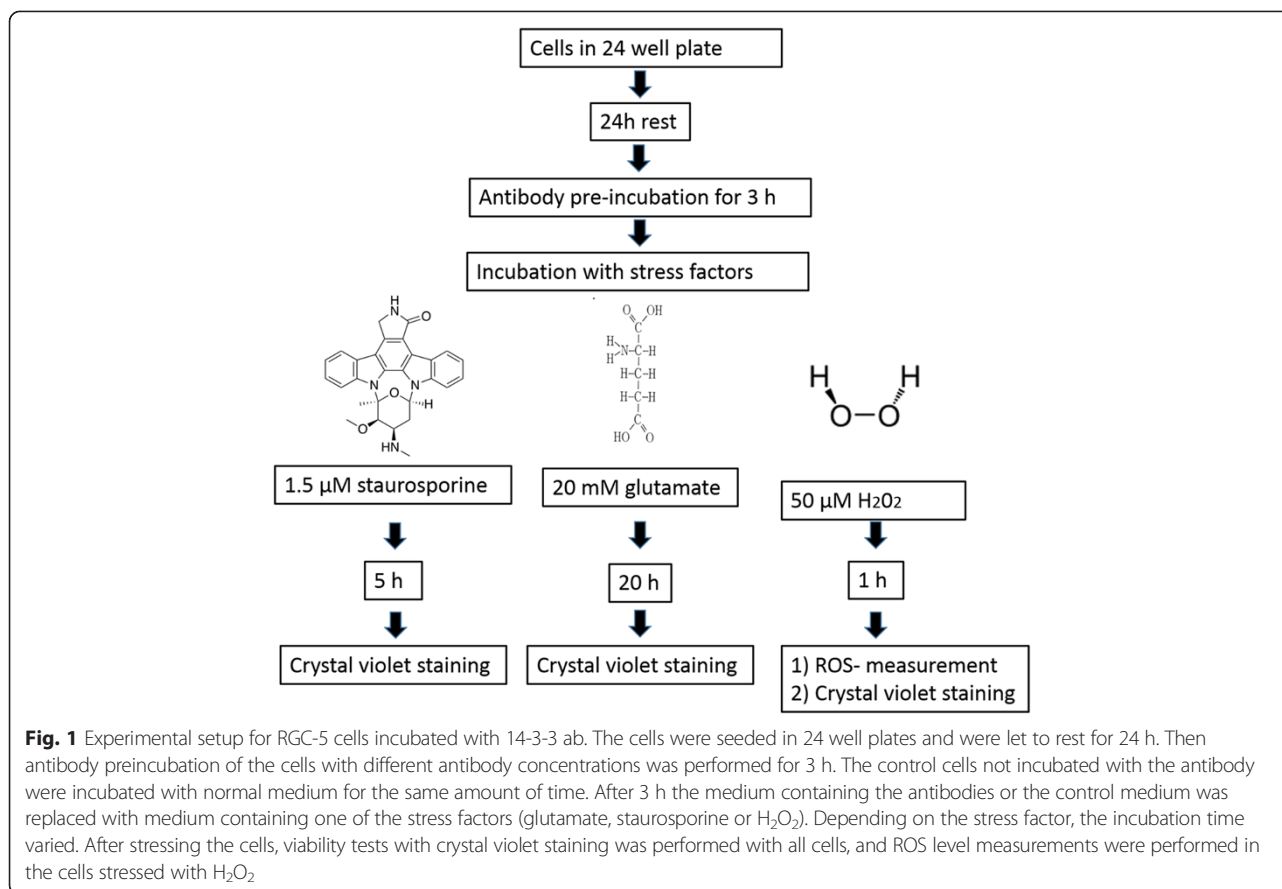 Cells in 24 well plate
24h rest
Antibody pre-incubation for 3 h
Incubation with stress factors
H
N
O
N
N
O
H
O
HN
O
OH
C
H
N-C-H
H
H-C-H
H-C-H
C
HO
O
H
H
O-O
1.5 µM staurosporine
20 mM glutamate
50 µM H₂0₂
5 h
20 h
1 h
Crystal violet staining
Crystal violet staining
1) ROS- measurement
2) Crystal violet staining
Fig. 1 Experimental setup for RGC-5 cells incubated with 14-3-3 ab. The cells were seeded in 24 well plates and were let to rest for 24 h. Then
antibody preincubation of the cells with different antibody concentrations was performed for 3 h. The control cells not incubated with the antibody
were incubated with normal medium for the same amount of time. After 3 h the medium containing the antibodies or the control medium was
replaced with medium containing one of the stress factors (glutamate, staurosporine or H₂O₂). Depending on the stress factor, the incubation time
varied. After stressing the cells, viability tests with crystal violet staining was performed with all cells, and ROS level measurements were performed in
the cells stressed with H₂O₂